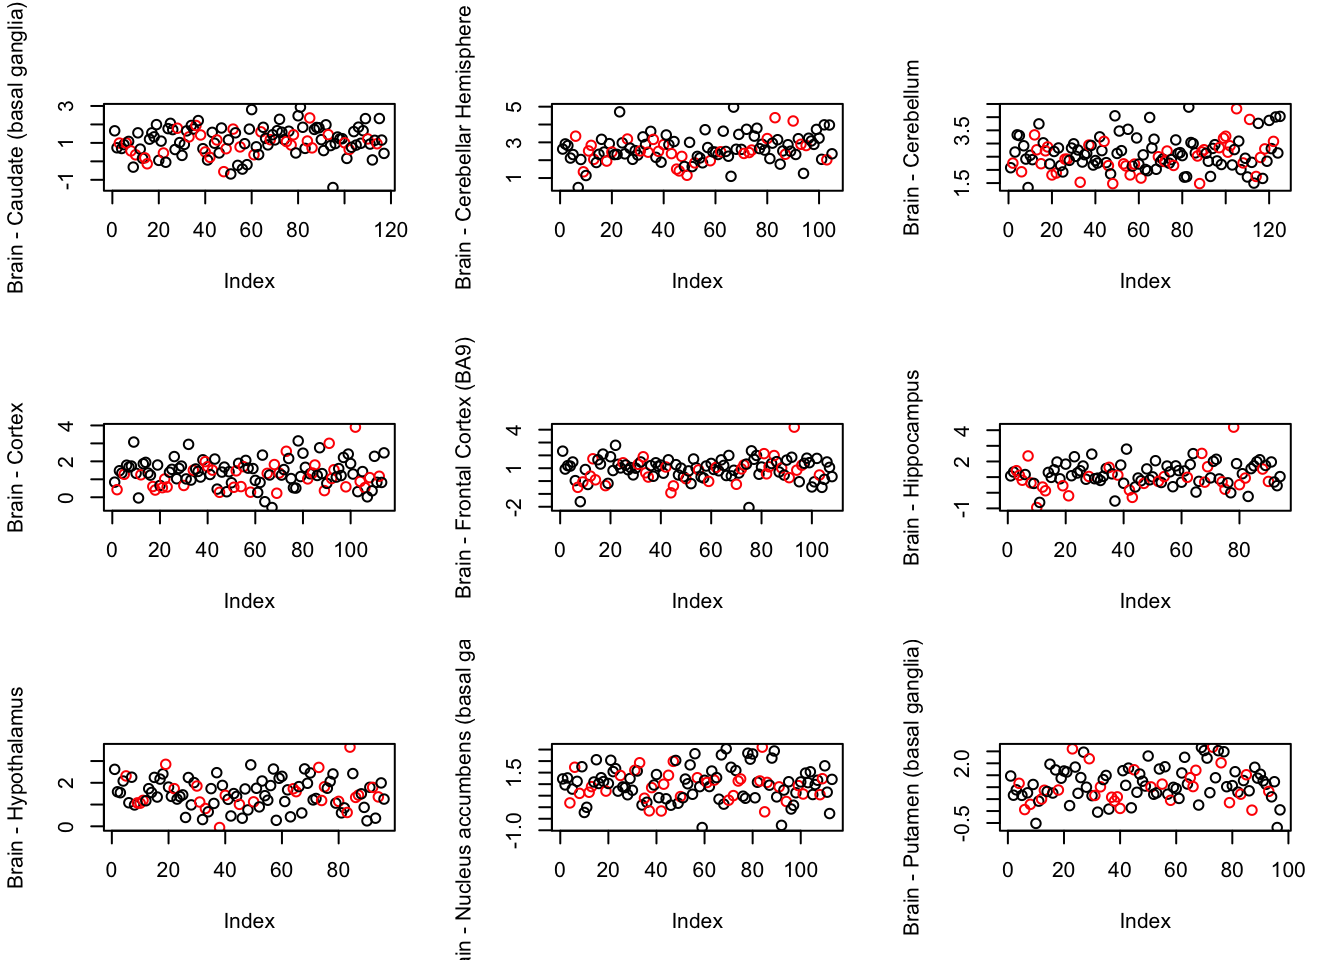 Brain - Caudate (basal ganglia)
3
1
-1
0 20 40 60 80 120
Index
Brain - Cerebellar Hemisphere
5
3
1
0 20 40 60 80 100
Index
Brain - Cerebellum
3.5
1.5
0 20 40 60 80 120
Index
Brain - Cortex
4
2
0
0 20 40 60 80 100
Index
Brain - Frontal Cortex (BA9)
4
1
-2
0 20 40 60 80 100
Index
Brain - Hippocampus
4
2
-1
0 20 40 60 80
Index
Brain - Hypothalamus
2
0
0 20 40 60 80
Index
ain - Nucleus accumbens (basal ga
1.5
-1.0
0 20 40 60 80 100
Index
Brain - Putamen (basal ganglia)
2.0
-0.5
0 20 40 60 80 100
Index